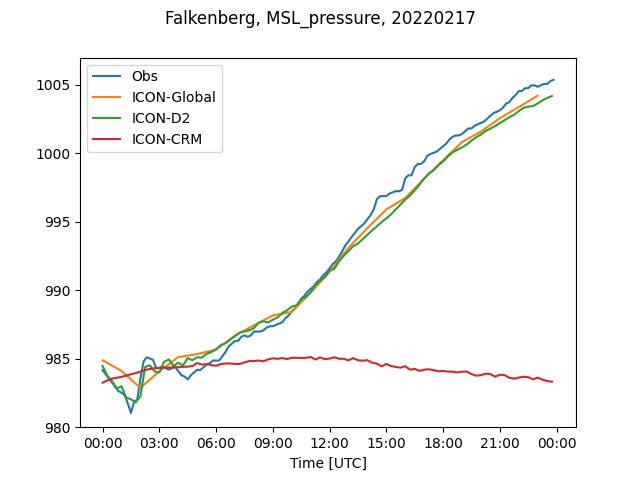 Falkenberg, MSL_pressure, 20220217
Obs
ICON-Global
ICON-D2
ICON-CRM
1005
1000
995
990
985
980
00:00 03:00 06:00 09:00 12:00 15:00 18:00 21:00 00:00
Time [UTC]